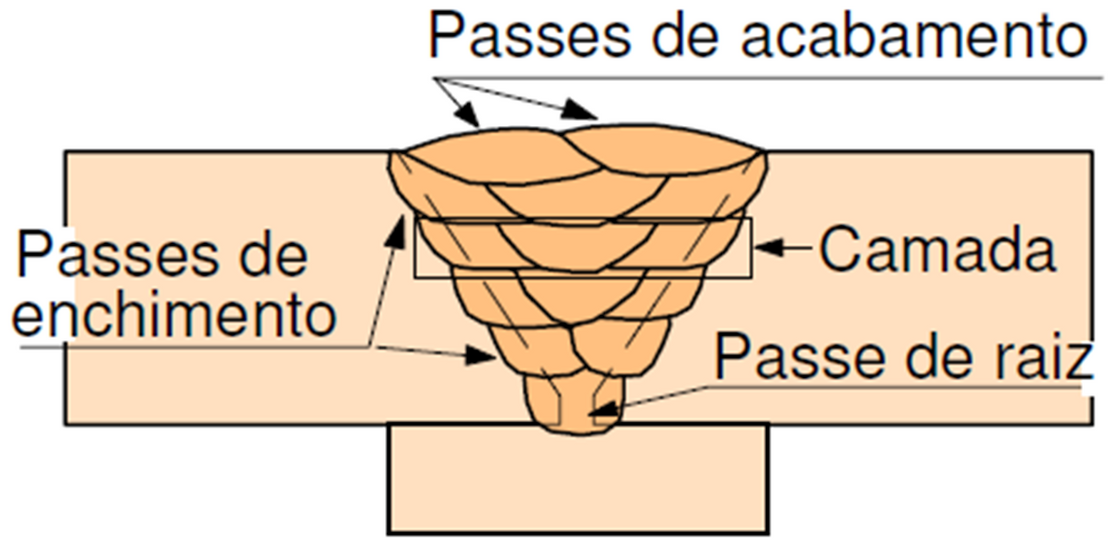 Passes de acabamento
Passes de
enchimento
Camada
Passe de raiz